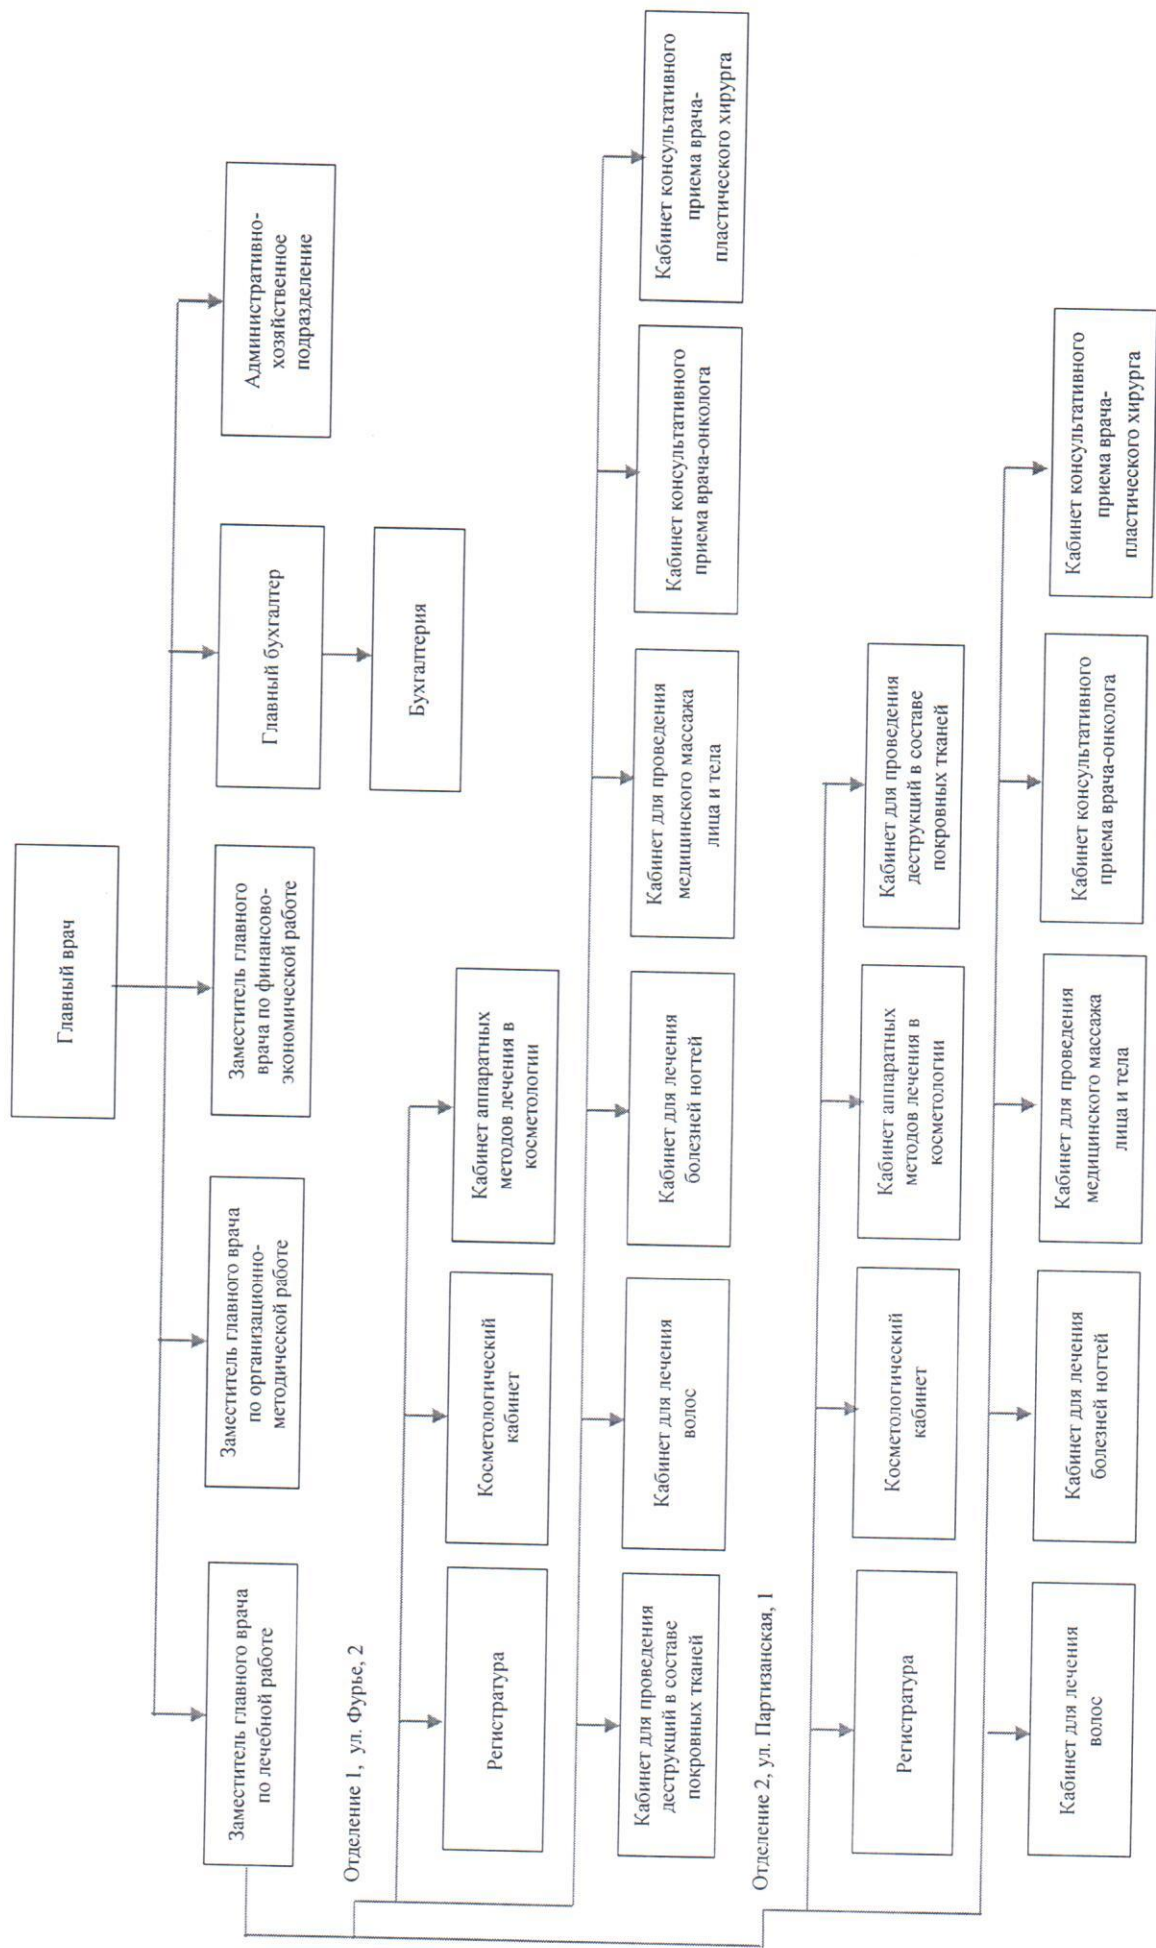 Главный врач
Заместитель главного врача
по лечебной работе
Заместитель главного врача
по организационно-
методической работе
Заместитель главного
врача по финансово-
экономической работе
Главный бухгалтер
Административно-
хозяйственное
подразделение
Бухгалтерия
Отделение 1, ул. Фурье, 2
Регистратура
Косметологический
кабинет
Кабинет аппаратных
методов лечения в
косметологии
Кабинет для проведения
деструкций в составе
покровных тканей
Кабинет для лечения
волос
Кабинет для лечения
болезней ногтей
Кабинет для проведения
медицинского массажа
лица и тела
Кабинет консультативного
приема врача-онколога
Кабинет консультативного
приема врача-
пластического хирурга
Отделение 2, ул. Партизанская, 1
Регистратура
Косметологический
кабинет
Кабинет аппаратных
методов лечения в
косметологии
Кабинет для проведения
деструкций в составе
покровных тканей
Кабинет для лечения
волос
Кабинет для лечения
болезней ногтей
Кабинет для проведения
медицинского массажа
лица и тела
Кабинет консультативного
приема врача-онколога
Кабинет консультативного
приема врача-
пластического хирурга